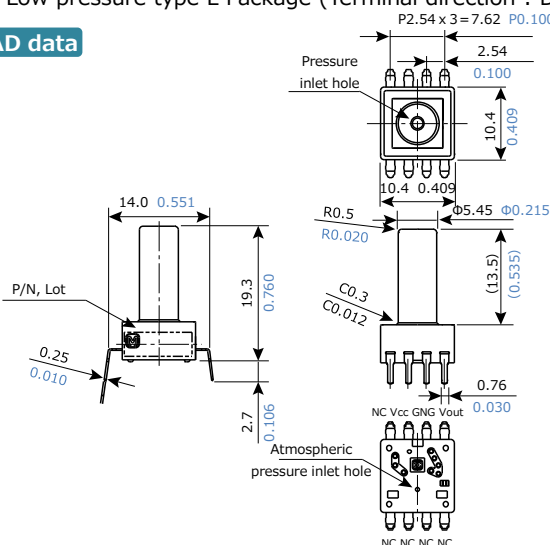 Low pressure type L Package (Terminal direction :
AD data
P2.54 x 3=7.62 P0.100
2.54
0.100
Pressure
inlet hole
10.4
0.409
10.4 0.409
14.0 0.551
R0.5
R0.020
Φ5.45 Φ0.215
P/N, Lot
19.3
0.760
(13.5)
(0.535)
C0.3
C0.012
0.25
0.010
2.7
0.106
0.76
0.030
NC Vcc GNG Vout
Atmospheric
pressure inlet hole
NC NC NC NC